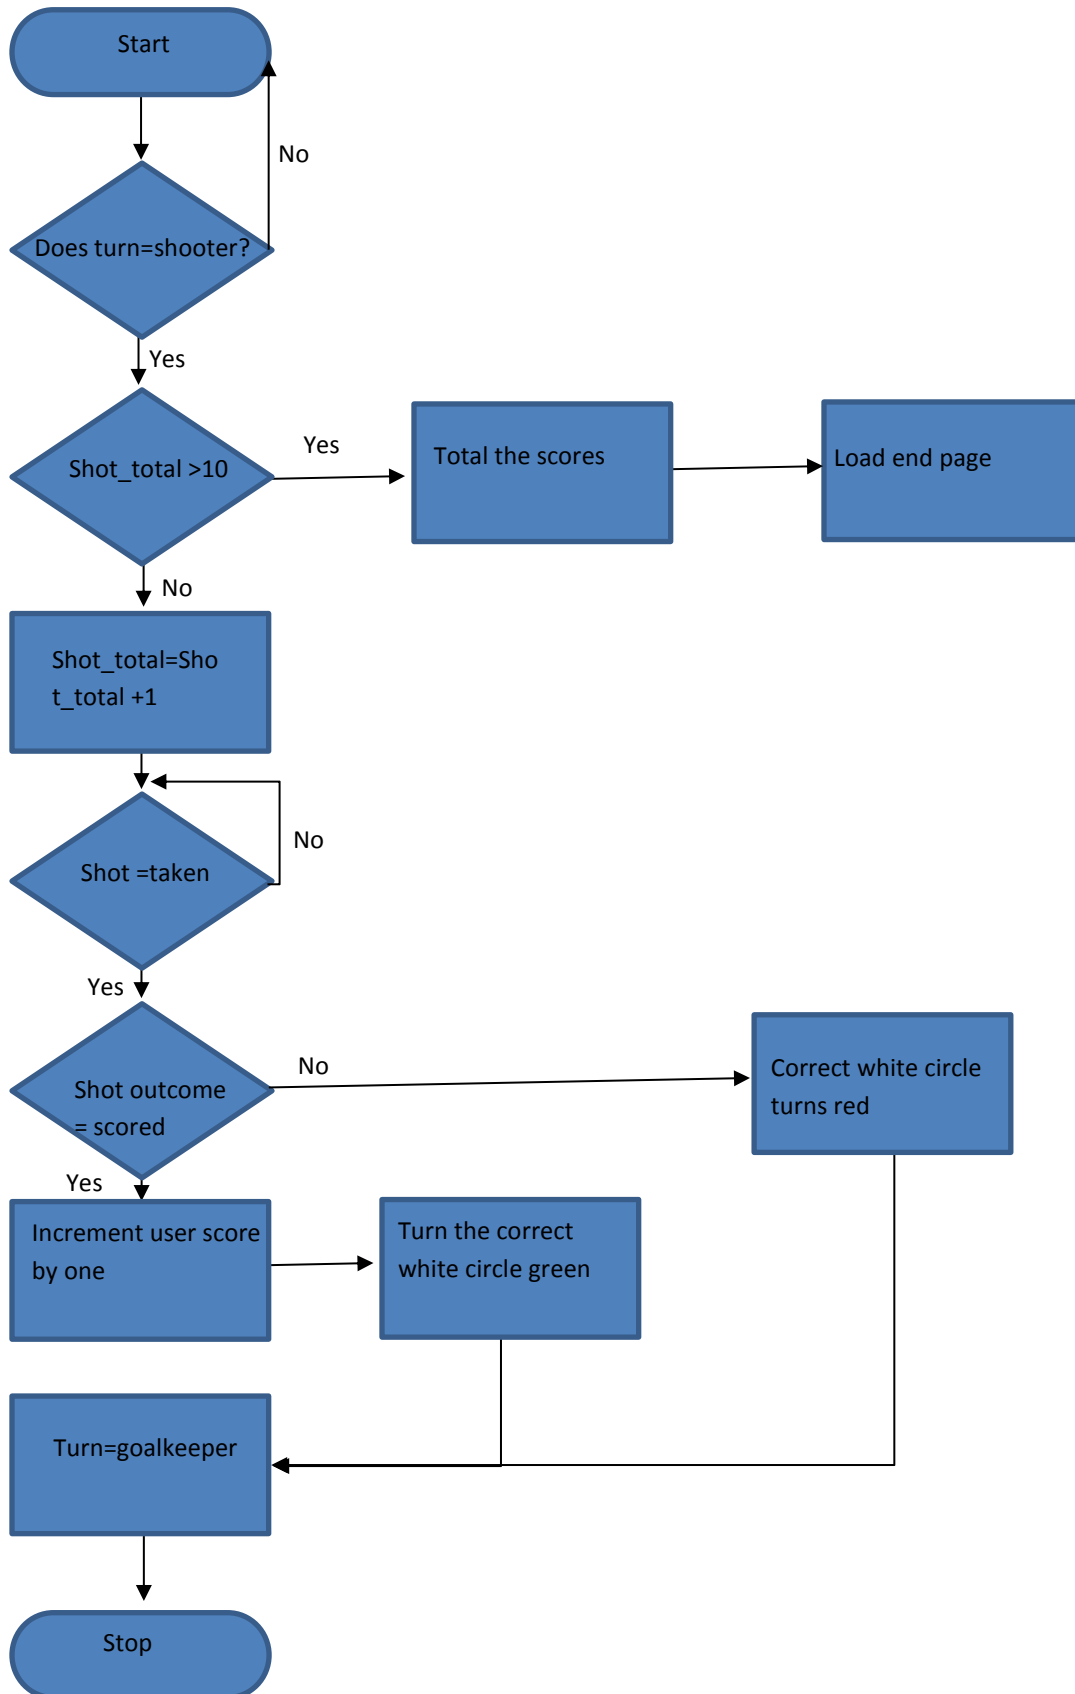 Start
No
Does turn=shooter?
Yes
Shot_total >10
Yes
Total the scores
Load end page
No
Shot_total=Sho
t_total +1
No
Shot =taken
Yes
Shot outcome
= scored
No
Correct white circle
turns red
Yes
Increment user score
by one
Turn the correct
white circle green
Turn=goalkeeper
Stop